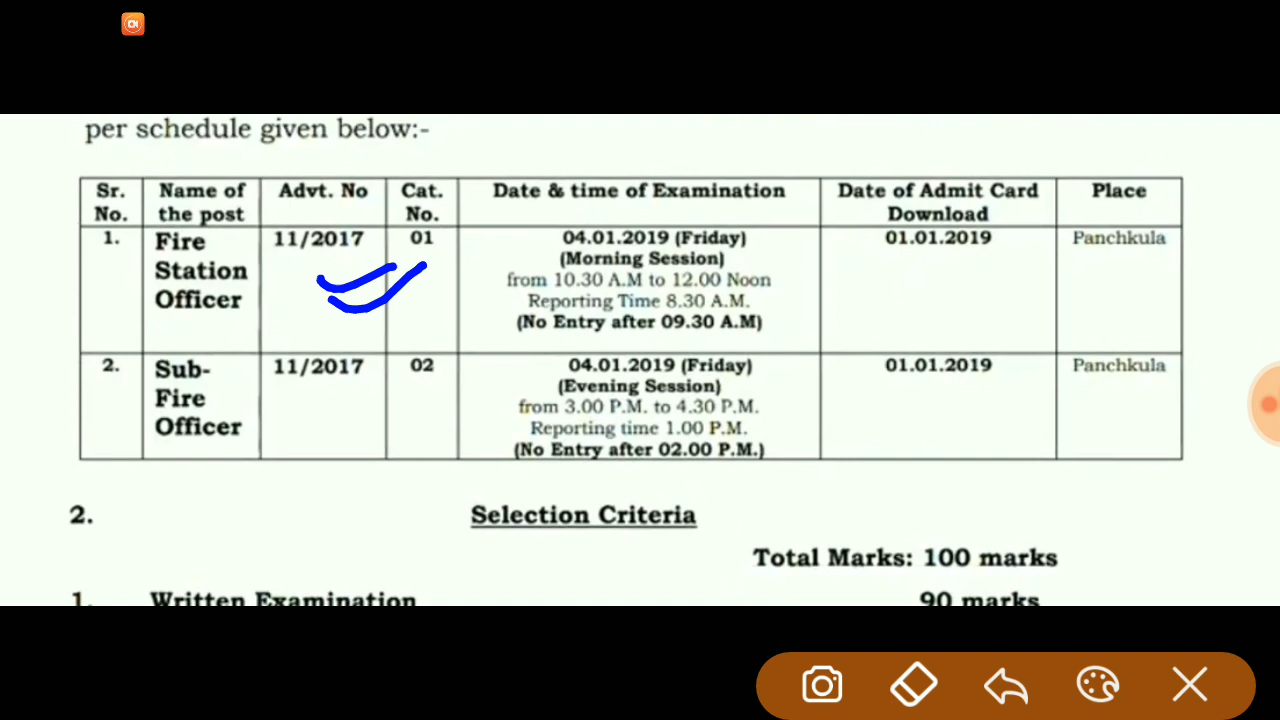 per schedule given below:-
Sr. No. Name of the post Advt. No Cat. No. Date & time of Examination Date of Admit Card Download Place
1. Fire Station Officer 11/2017 01 04.01.2019 (Friday)
(Morning Session)
from 10.30 A.M to 12.00 Noon
Reporting Time 8.30 A.M.
(No Entry after 09.30 A.M) 01.01.2019 Panchkula
2. Sub-Fire Officer 11/2017 02 04.01.2019 (Friday)
(Evening Session)
from 3.00 P.M. to 4.30 P.M.
Reporting time 1.00 P.M.
(No Entry after 02.00 P.M.) 01.01.2019 Panchkula
2. Selection Criteria
Total Marks: 100 marks
1. Written Examination 90 marks